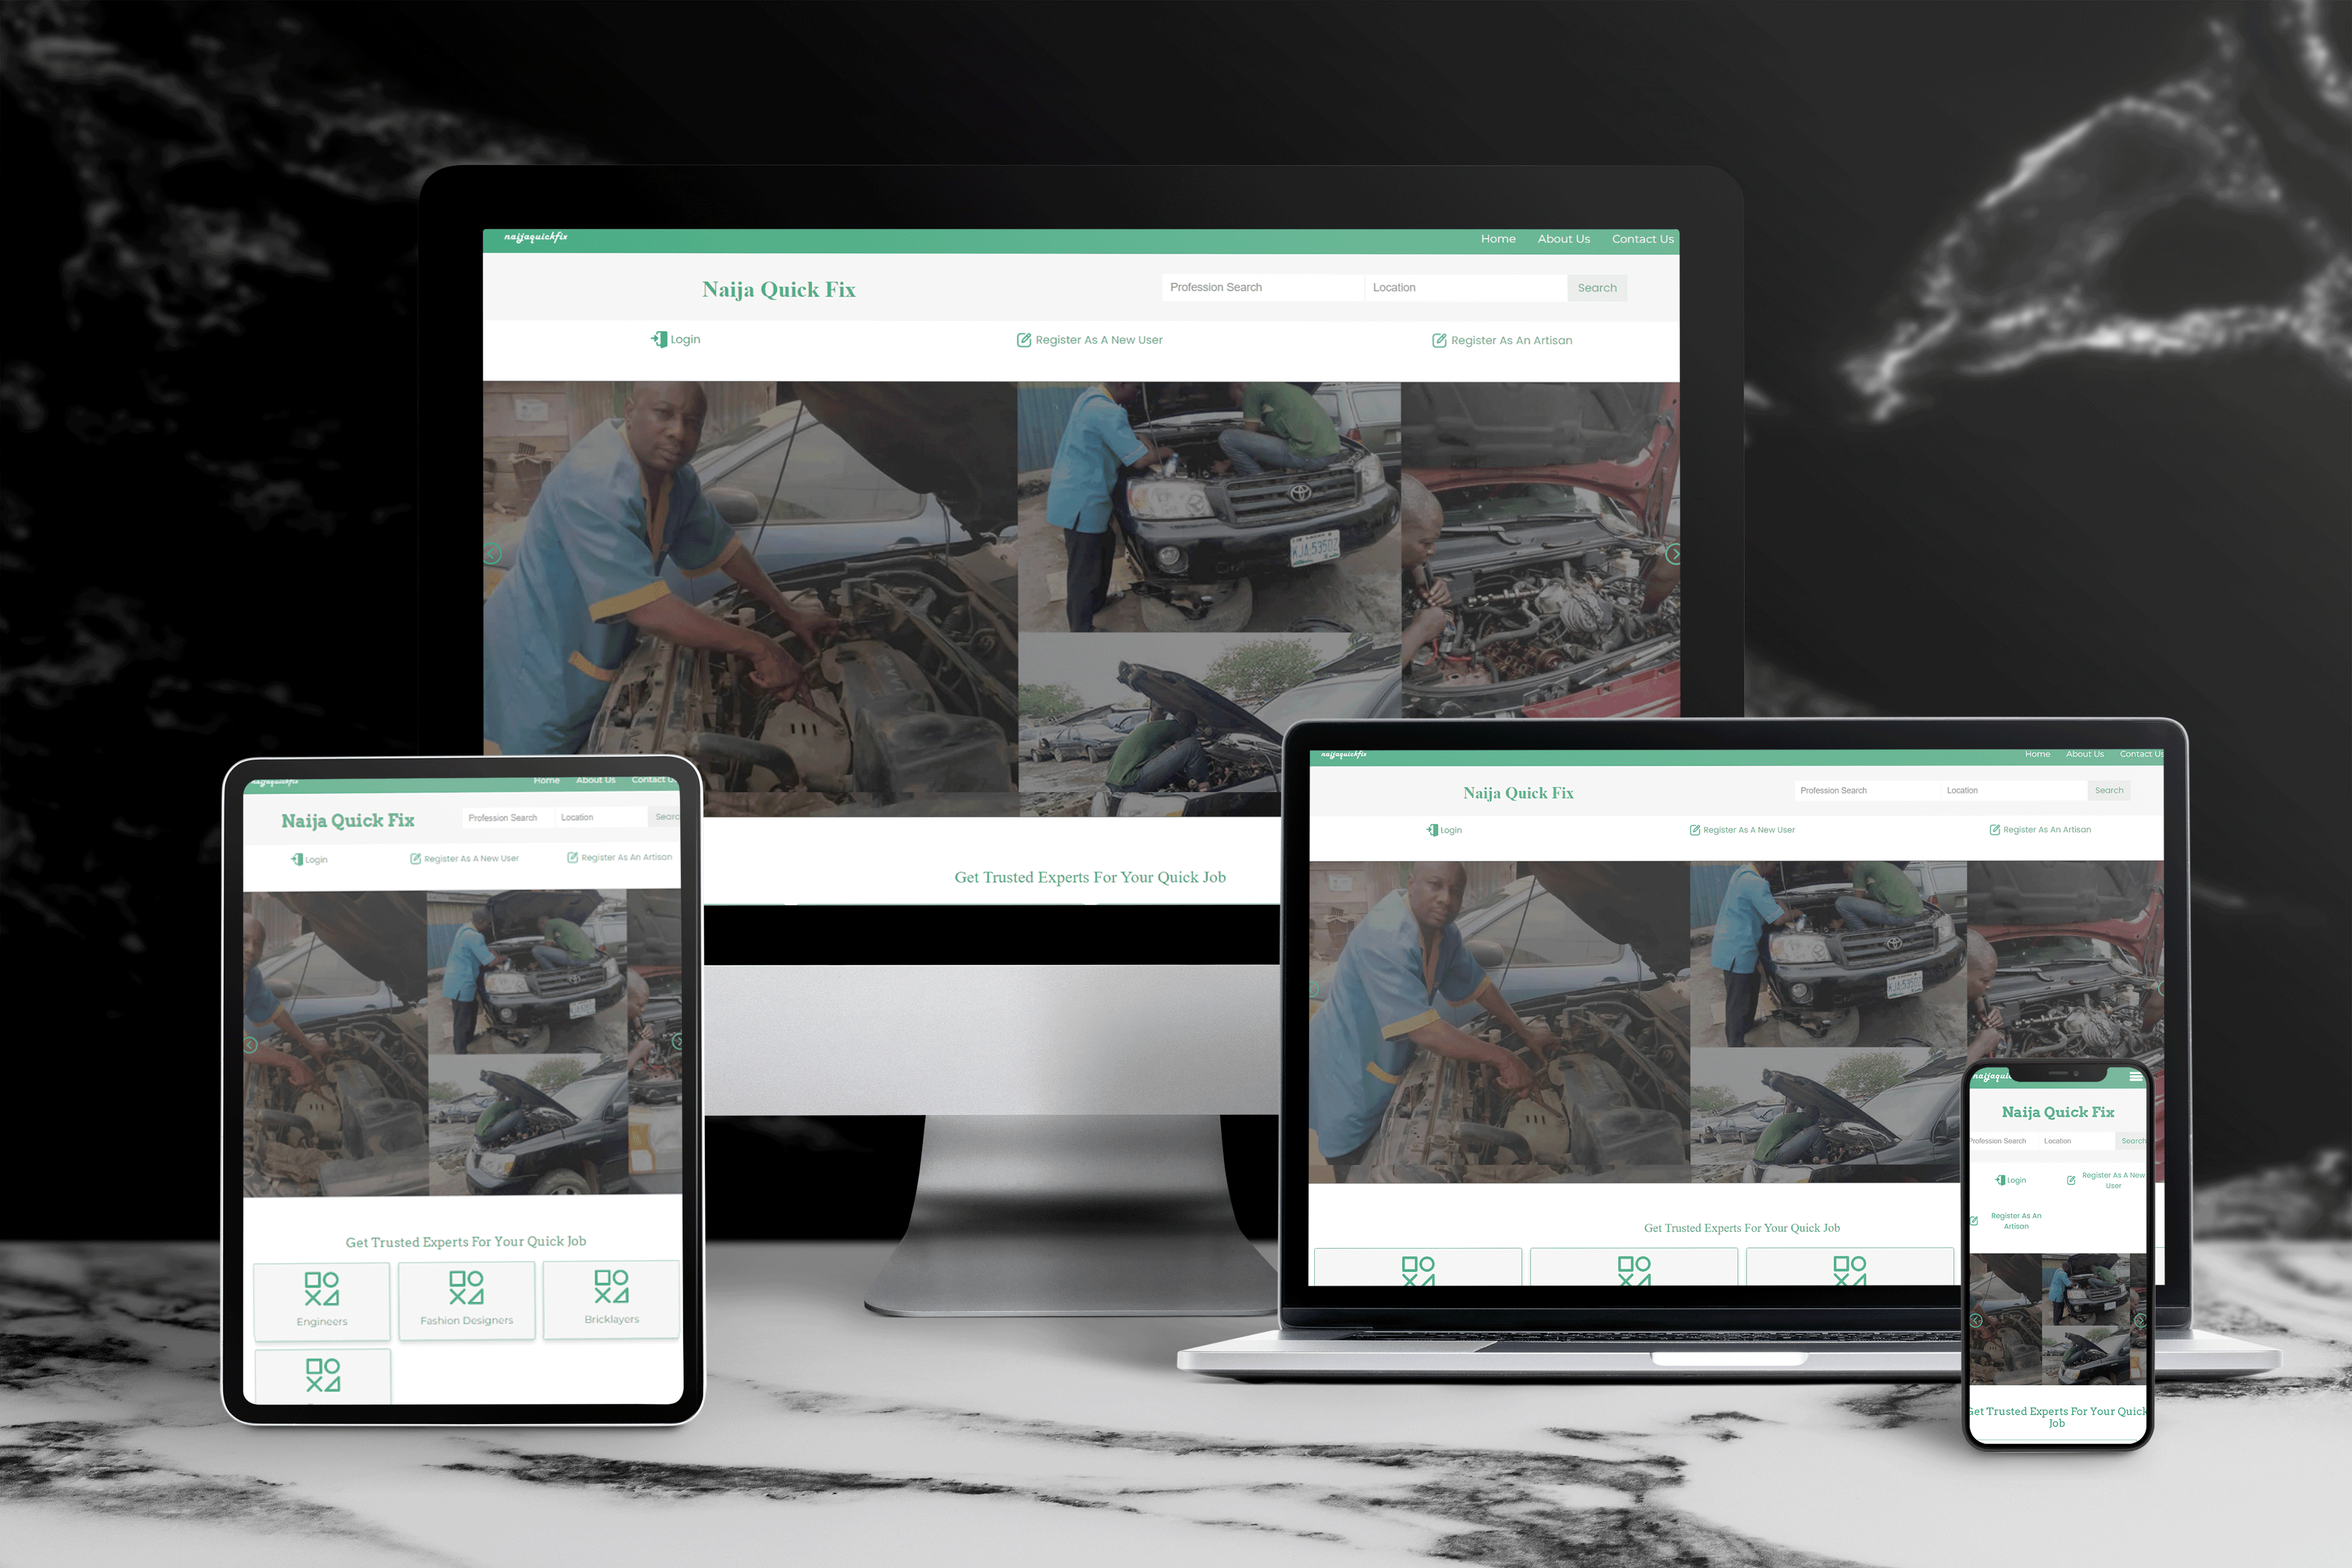 naijaquickfix Home About Us Contact Us
Naija Quick Fix Profession Search Location Search
Login Register As A New User Register As An Artisan
KJA:53502
Get Trusted Experts For Your Quick Job
naijaquickfix Home About Us Contact Us
Naija Quick Fix Profession Search Location Searc
Login Register As A New User Register As An Artisan
Get Trusted Experts For Your Quick Job
Engineers Fashion Designers Bricklayers
naijaquickfix Home About Us Contact Us
Naija Quick Fix Profession Search Location Search
Login Register As A New User Register As An Artisan
Get Trusted Experts For Your Quick Job
naijaqui
Naija Quick Fix
Profession Search Location Search
Login Register As A New
User
Register As An
Artisan
Get Trusted Experts For Your Quick
Job